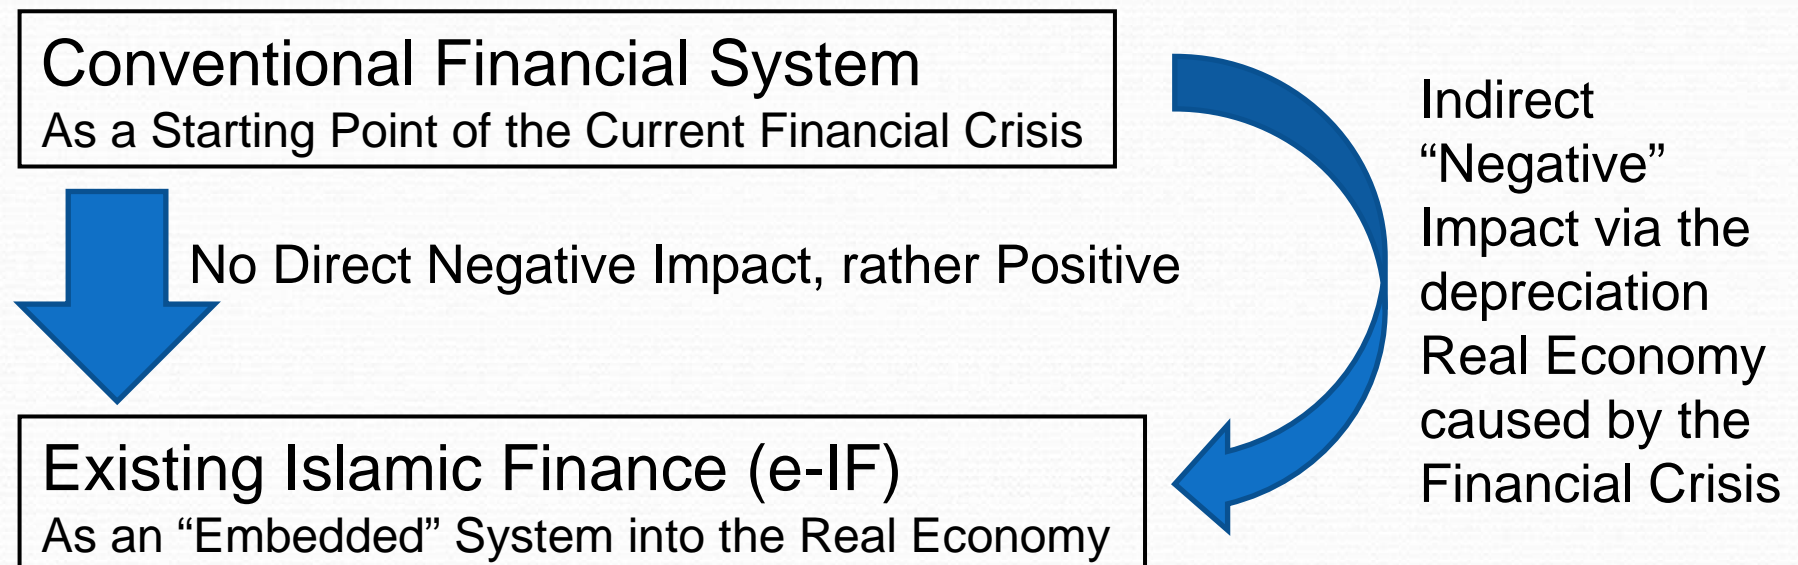 Conventional Financial System
As a Starting Point of the Current Financial Crisis
No Direct Negative Impact, rather Positive
Indirect
“Negative”
Impact via the
depreciation
Real Economy
caused by the
Financial Crisis
Existing Islamic Finance (e-IF)
As an “Embedded” System into the Real Economy